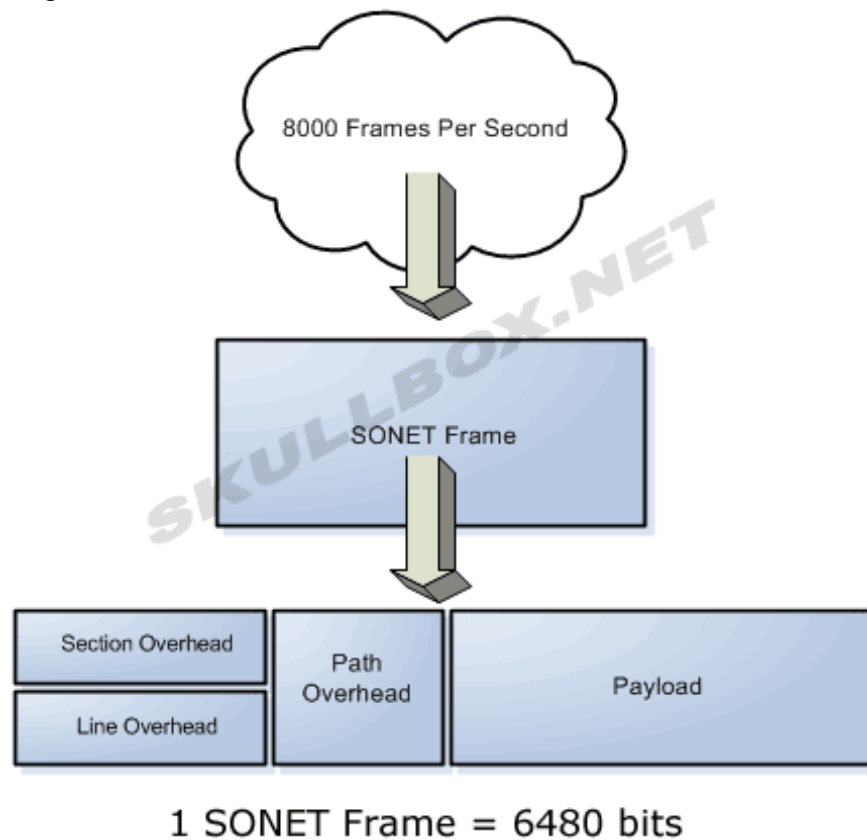 8000 Frames Per Second
SKULLBOX.NET
SONET Frame
Section Overhead
Line Overhead
Path
Overhead
Payload
1 SONET Frame = 6480 bits